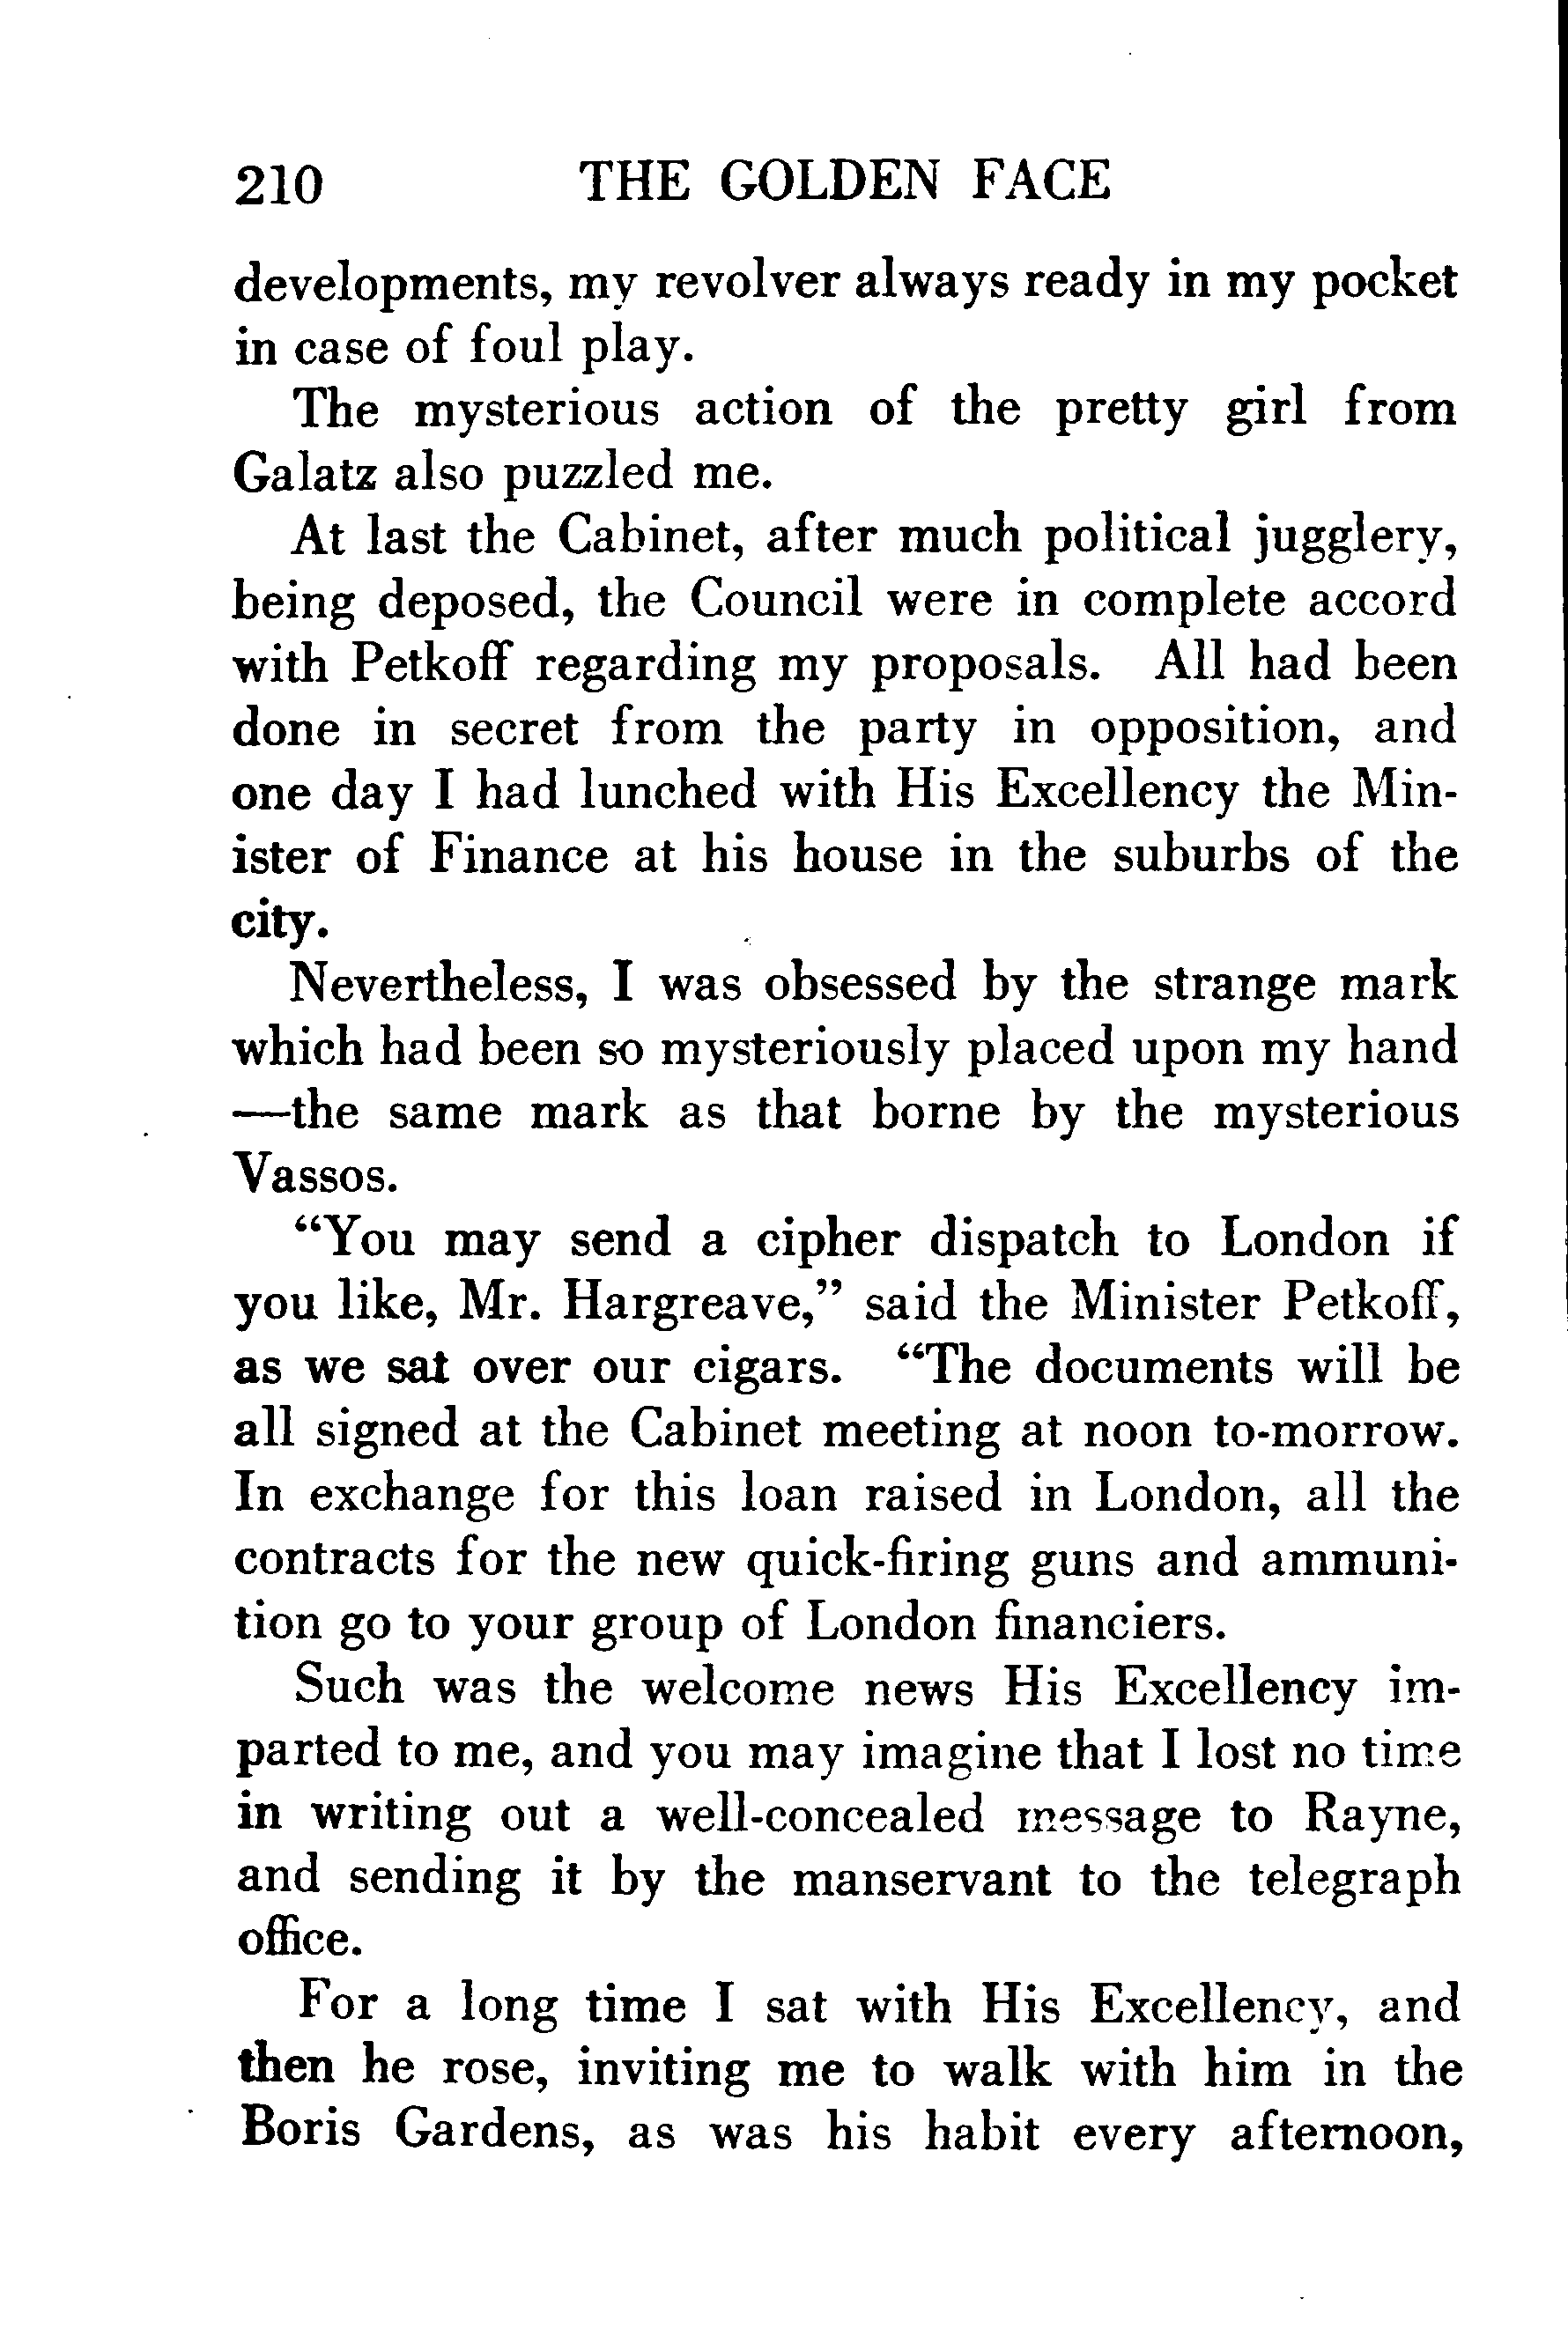 210 THE GOLDEN FACE
developments, my revolver always ready in my pocket
in case of foul play.
The mysterious action of the pretty girl from
Galatz also puzzled me.
At last the Cabinet, after much political jugglery,
being deposed, the Council were in complete accord
with Petkoff regarding my proposals. All had been
done in secret from the party in opposition, and
one day I had lunched with His Excellency the Min-
ister of Finance at his house in the suburbs of the
city.
Nevertheless, I was obsessed by the strange mark
which had been so mysteriously placed upon my hand
—the same mark as that borne by the mysterious
Vassos.
“You may send a cipher dispatch to London if
you like, Mr. Hargreave,” said the Minister Petkoff,
as we sat over our cigars. “The documents will be
all signed at the Cabinet meeting at noon to-morrow.
In exchange for this loan raised in London, all the
contracts for the new quick-firing guns and ammuni-
tion go to your group of London financiers.
Such was the welcome news His Excellency im-
parted to me, and you may imagine that I lost no time
in writing out a well-concealed message to Rayne,
and sending it by the manservant to the telegraph
office.
For a long time I sat with His Excellency, and
then he rose, inviting me to walk with him in the
Boris Gardens, as was his habit every afternoon,